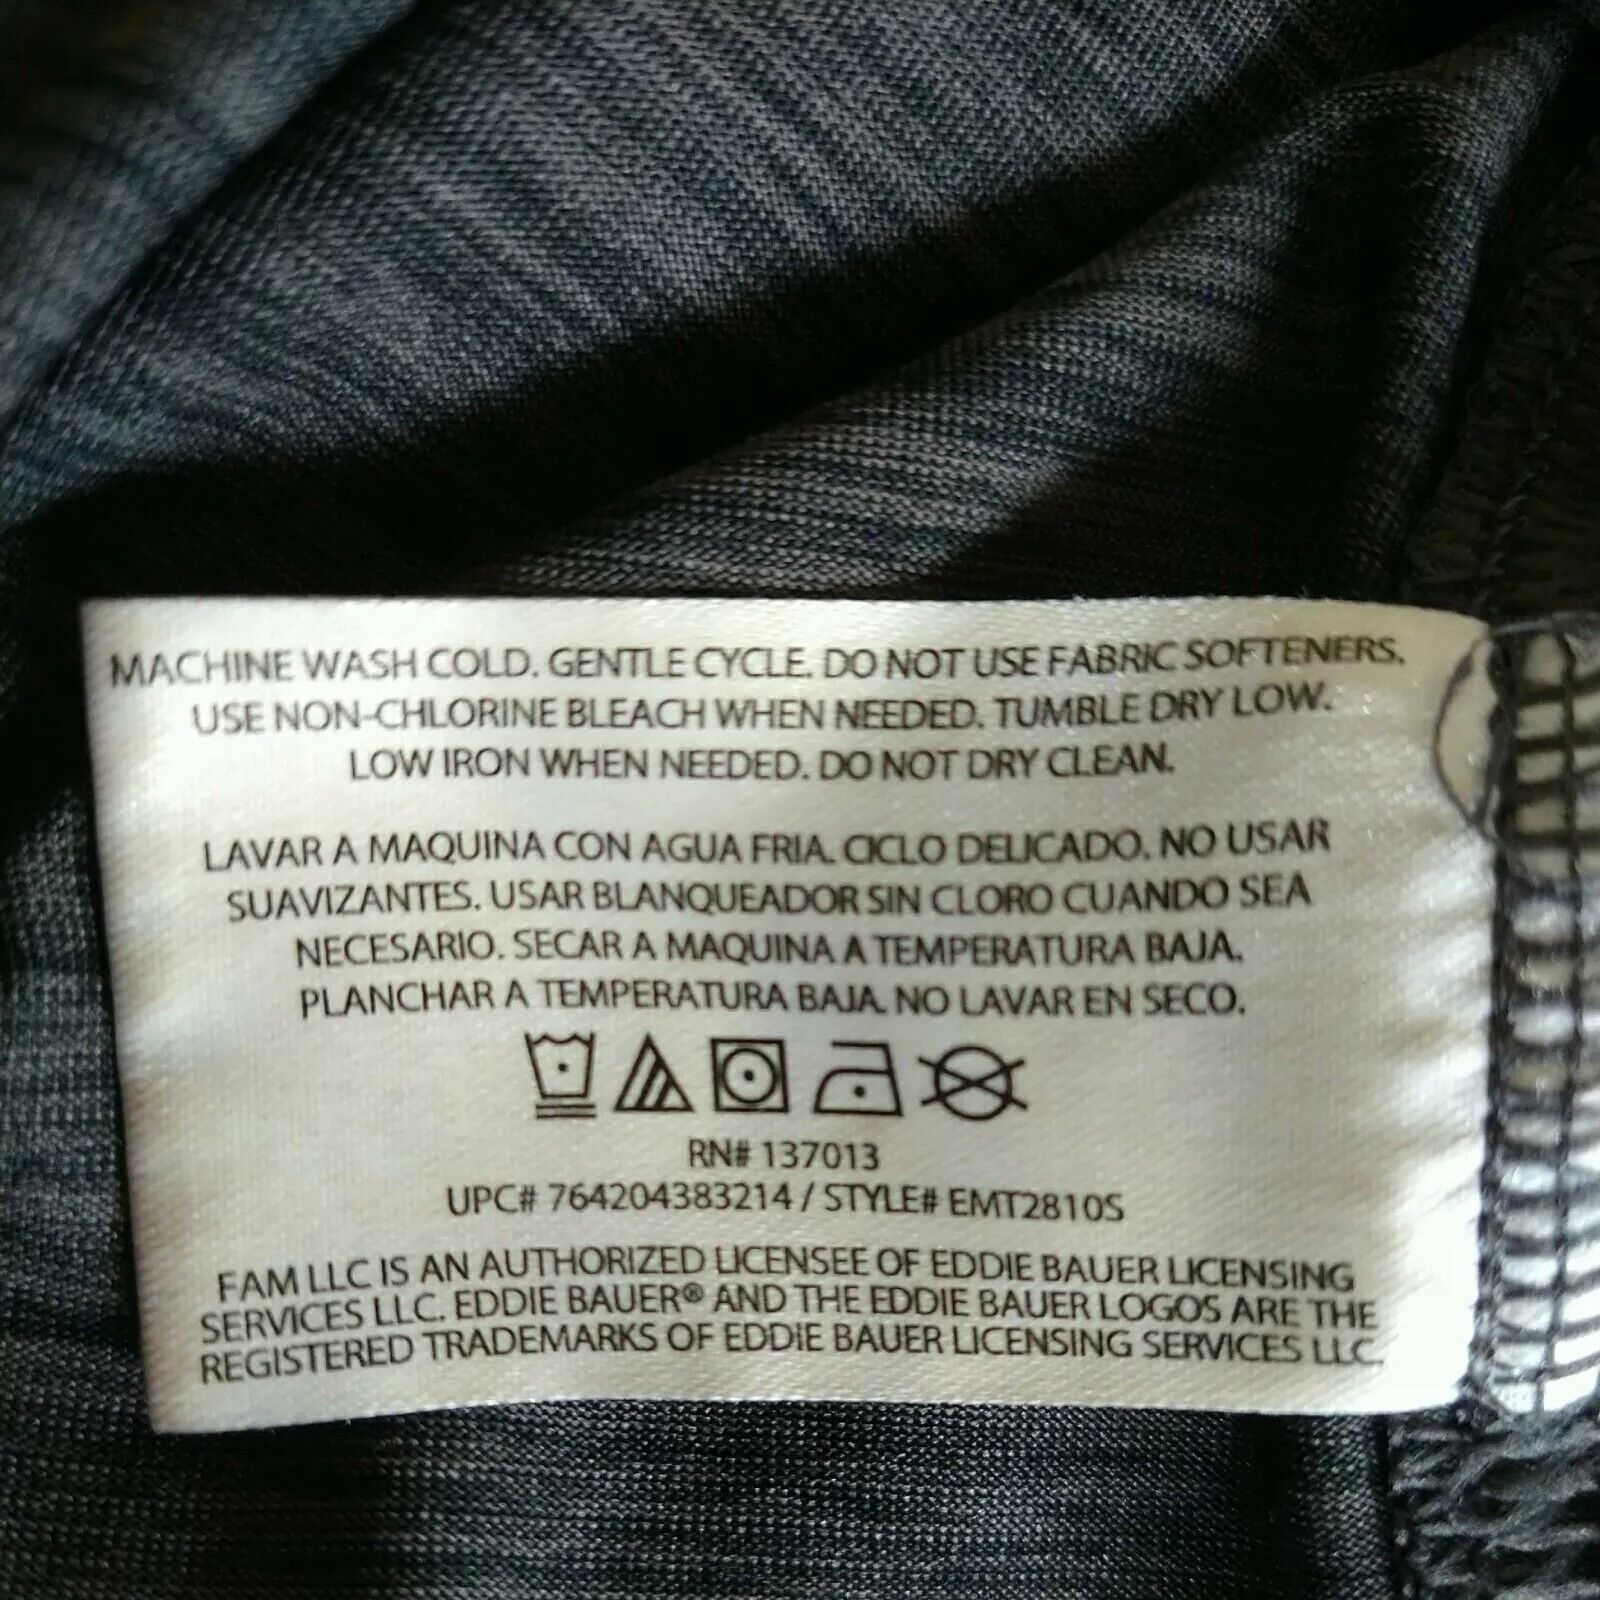 MACHINE WASH COLD. GENTLE CYCLE. DO NOT USE FABRIC SOFTENERS.
USE NON-CHLORINE BLEACH WHEN NEEDED. TUMBLE DRY LOW.
LOW IRON WHEN NEEDED. DO NOT DRY CLEAN.
LAVAR A MAQUINA CON AGUA FRIA. CICLO DELICADO. NO USAR
SUAVIZANTES. USAR BLANQUEADOR SIN CLORO CUANDO SEA
NECESARIO. SECAR A MAQUINA A TEMPERATURA BAJA.
PLANCHAR A TEMPERATURA BAJA. NO LAVAR EN SECO.
RN# 137013
UPC# 764204383214 / STYLE# EMT2810S
FAM LLC IS AN AUTHORIZED LICENSEE OF EDDIE BAUER LICENSING
SERVICES LLC. EDDIE BAUER® AND THE EDDIE BAUER LOGOS ARE THE
REGISTERED TRADEMARKS OF EDDIE BAUER LICENSING SERVICES LLC.